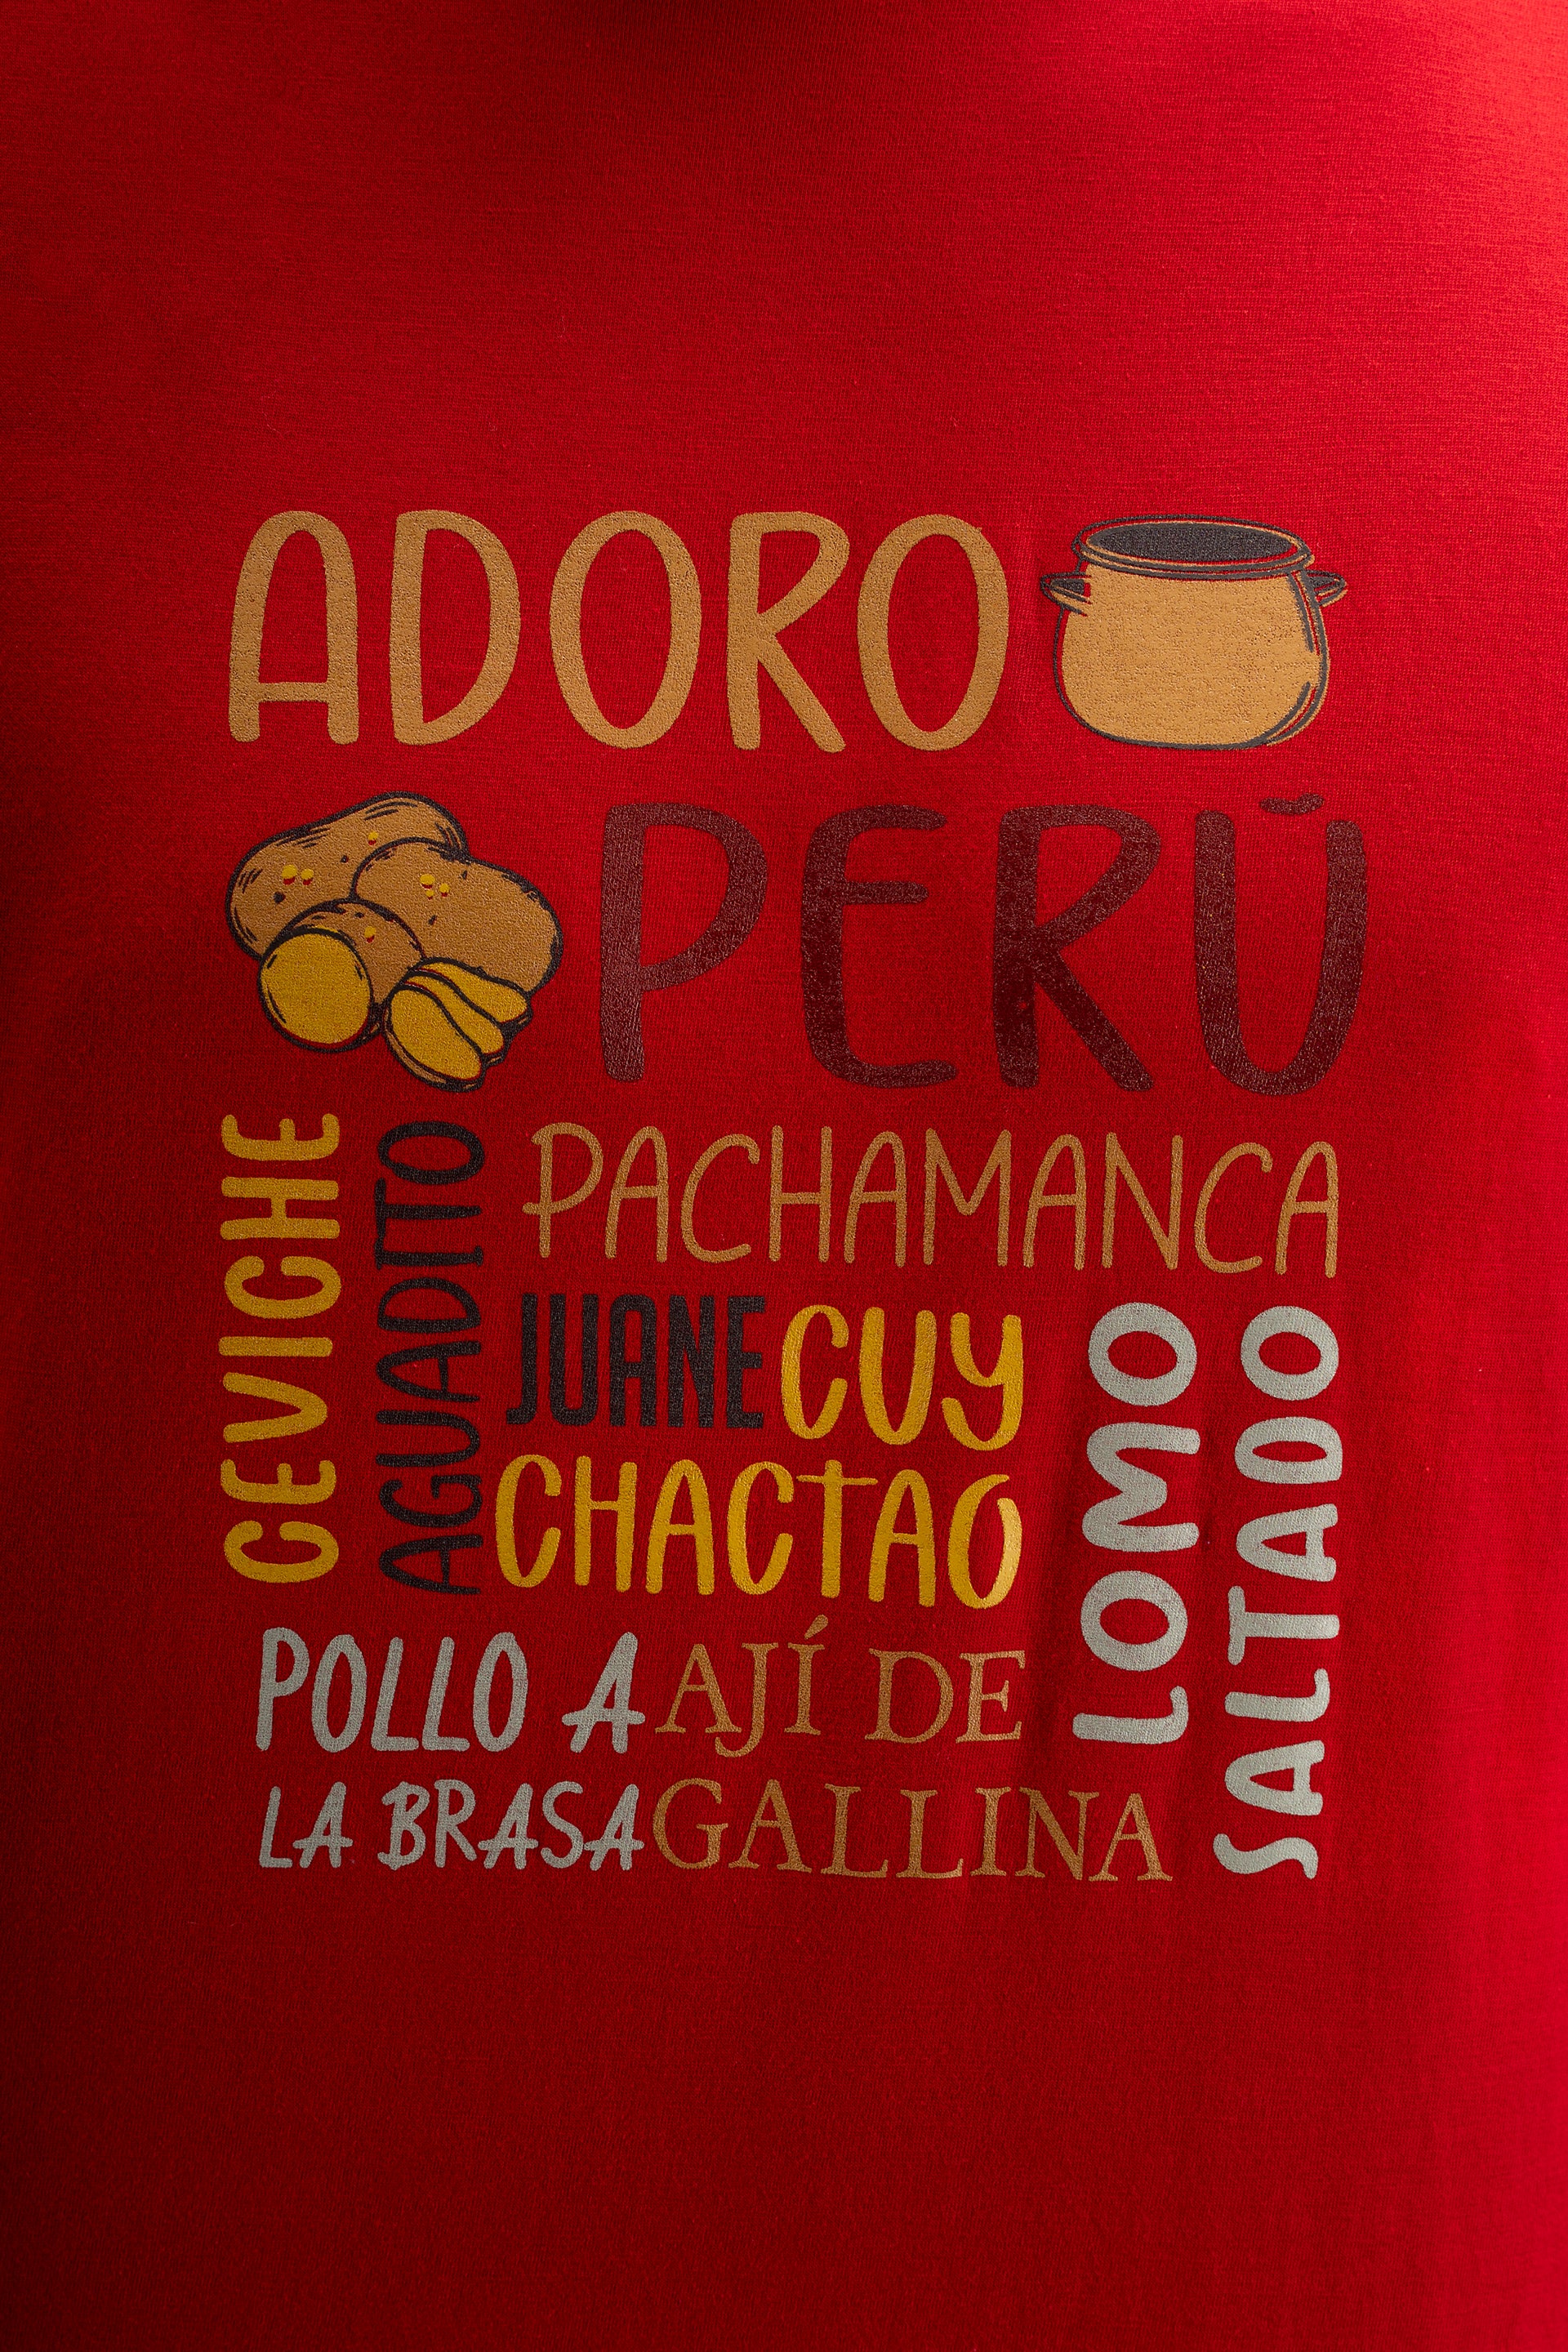 ADORO
PERÚ
CEVICHE
AGUADITO
PACHAMANCA
JUANE
CUY
CHACTAO
LOMO
SALTADO
POLLO A
LA BRASA
AJÍ DE
GALLINA